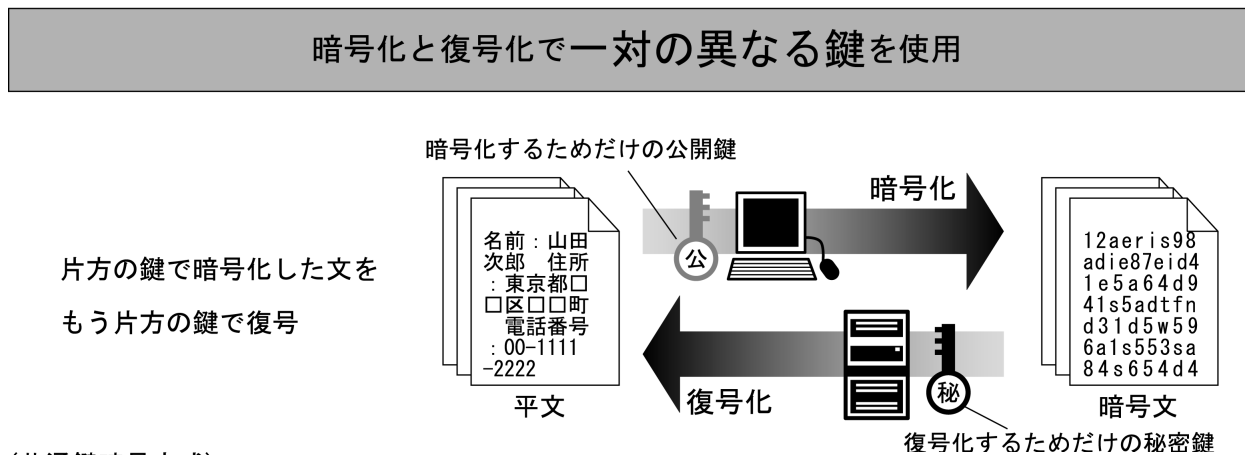 暗号化と復号化で一対の異なる鍵を使用
暗号化するためだけの公開鍵
暗号化
公
名前：山田
次郎　住所
：東京都□
□区□□町
電話番号
：00-1111
-2222
平文
片方の鍵で暗号化した文を
もう片方の鍵で復号
12aeris98
adie87eid4
1e5a64d9
41s5adtfn
d31d5w59
6a1s553sa
84s654d4
暗号文
復号化
秘
復号化するためだけの秘密鍵